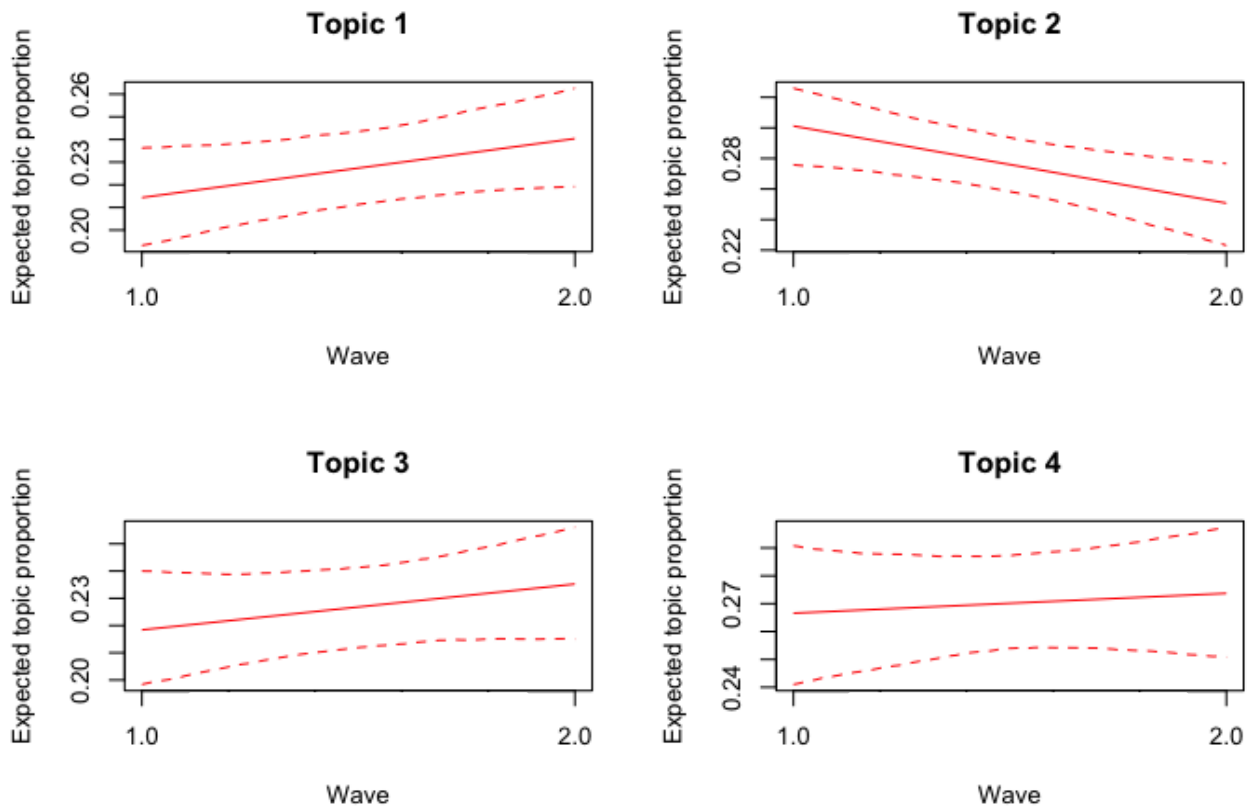 Topic 1
Expected topic proportion
0.26
0.23
0.20
1.0 2.0
Wave
Topic 2
Expected topic proportion
0.28
0.22
1.0 2.0
Wave
Topic 3
Expected topic proportion
0.23
0.20
1.0 2.0
Wave
Topic 4
Expected topic proportion
0.27
0.24
1.0 2.0
Wave